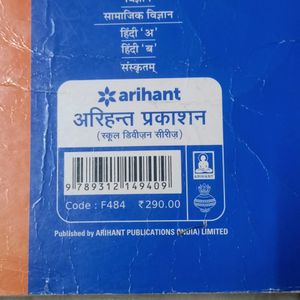 विज्ञान
सामाजिक विज्ञान
हिंदी ‘अ’
हिंदी ‘ब’
संस्कृतम्
arihant
अरिहन्त प्रकाशन
(स्कूल डिवीज़न सीरीज़)
9 789312 149409
ARIHANT
Code : F484 ₹290.00
Published by ARIHANT PUBLICATIONS (INDIA) LIMITED